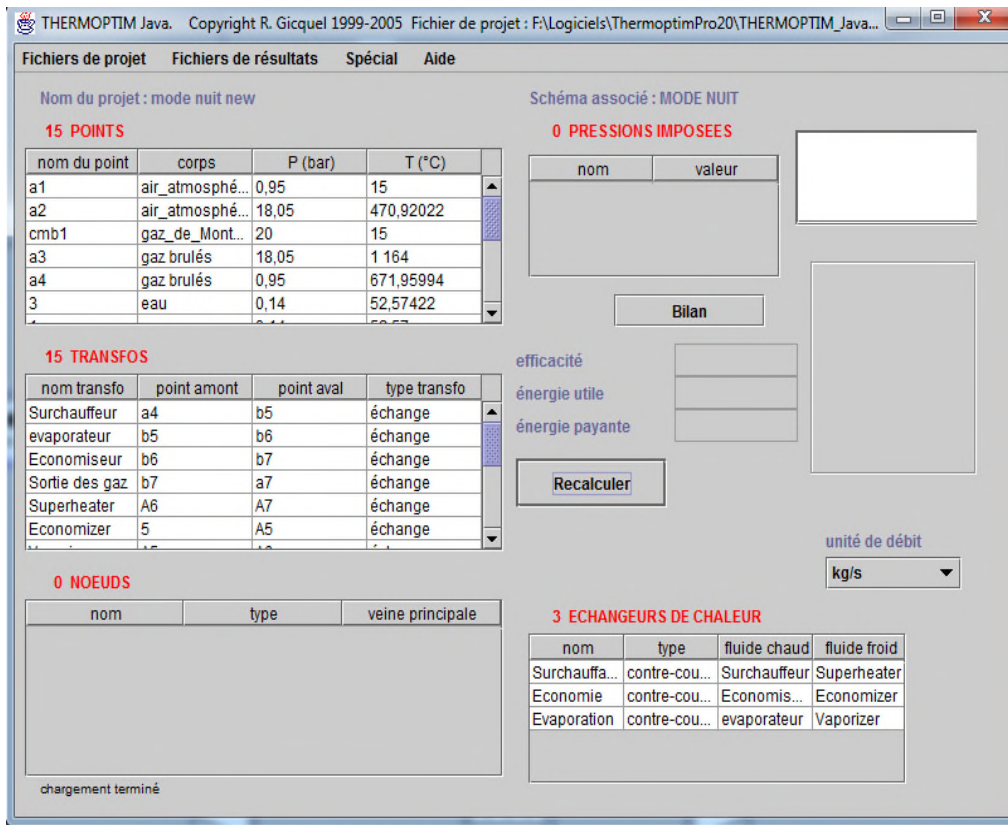 THERMOPTIM Java. Copyright R. Gicquel 1999-2005 Fichier de projet : F:\Logiciels\ThermoptimPro20\THERMOPTIM_Java...
Fichiers de projet Fichiers de résultats Spécial Aide
Nom du projet : mode nuit new
Schéma associé : MODE NUIT
15 POINTS
nom du point corps P (bar) T (°C)
a1 air_atmosphé... 0,95 15
a2 air_atmosphé... 18,05 470,92022
cmb1 gaz_de_Mont... 20 15
a3 gaz brulés 18,05 1 164
a4 gaz brulés 0,95 671,95994
3 eau 0,14 52,57422
0 PRESSIONS IMPOSEES
nom valeur
Bilan
15 TRANSFOS
nom transfo point amont point aval type transfo
Surchauffeur a4 b5 échange
evaporateur b5 b6 échange
Economiseur b6 b7 échange
Sortie des gaz b7 a7 échange
Superheater A6 A7 échange
Economizer 5 A5 échange
efficacité
énergie utile
énergie payante
Recalculer
unité de débit
kg/s
0 NOEUDS
nom type veine principale
3 ECHANGEURS DE CHALEUR
nom type fluide chaud fluide froid
Surchauffa... contre-cou... Surchauffeur Superheater
Economie contre-cou... Economis... Economizer
Evaporation contre-cou... evaporateur Vaporizer
chargement terminé